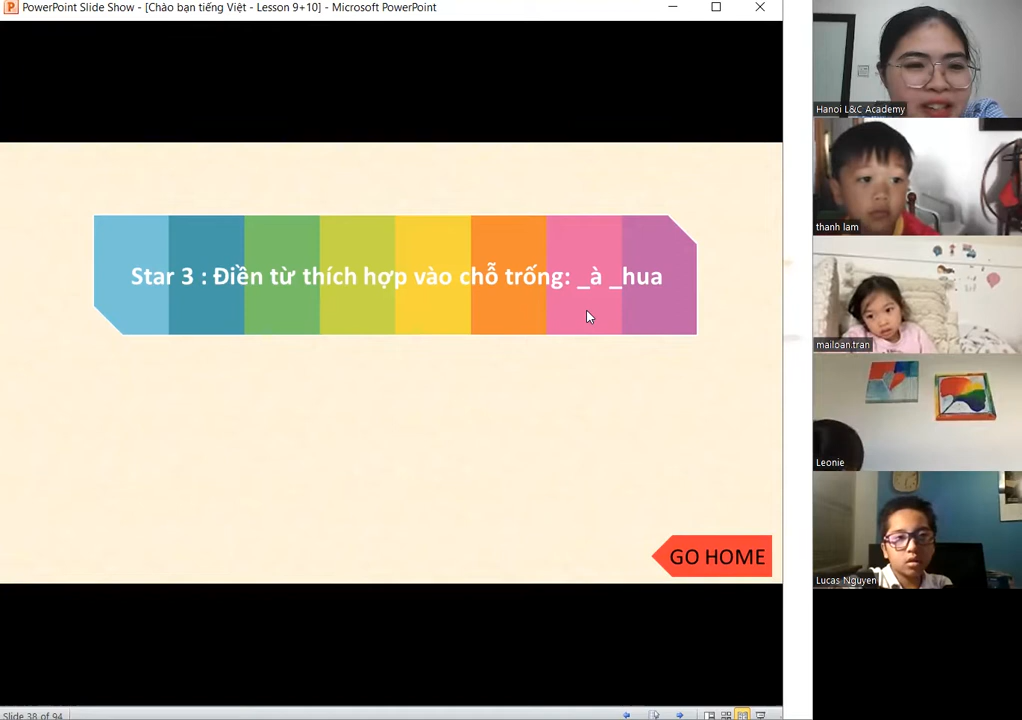 PowerPoint Slide Show - [Chào bạn tiếng Việt - Lesson 9+10] - Microsoft PowerPoint
Star 3 : Điền từ thích hợp vào chỗ trống: _à _hua
GO HOME
Slide 38 of 94
Hanoi L&C Academy
thanh lam
mailoan.tran
Leonie
Lucas Nguyen